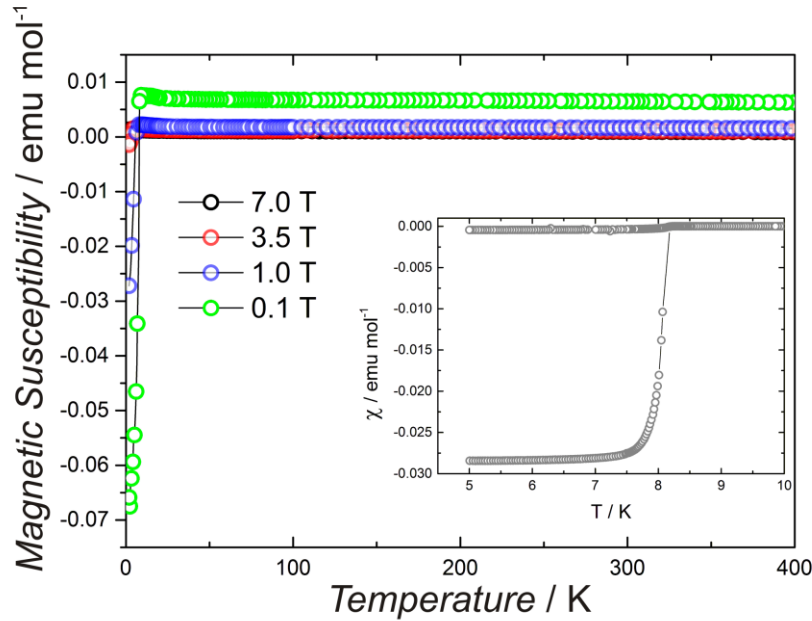 Magnetic Susceptibility / emu mol⁻¹
0.01
0.00
-0.01
-0.02
-0.03
-0.04
-0.05
-0.06
-0.07
7.0 T
3.5 T
1.0 T
0.1 T
χ / emu mol⁻¹
0.000
-0.005
-0.010
-0.015
-0.020
-0.025
-0.030
5 6 7 8 9 10
T / K
0 100 200 300 400
Temperature / K